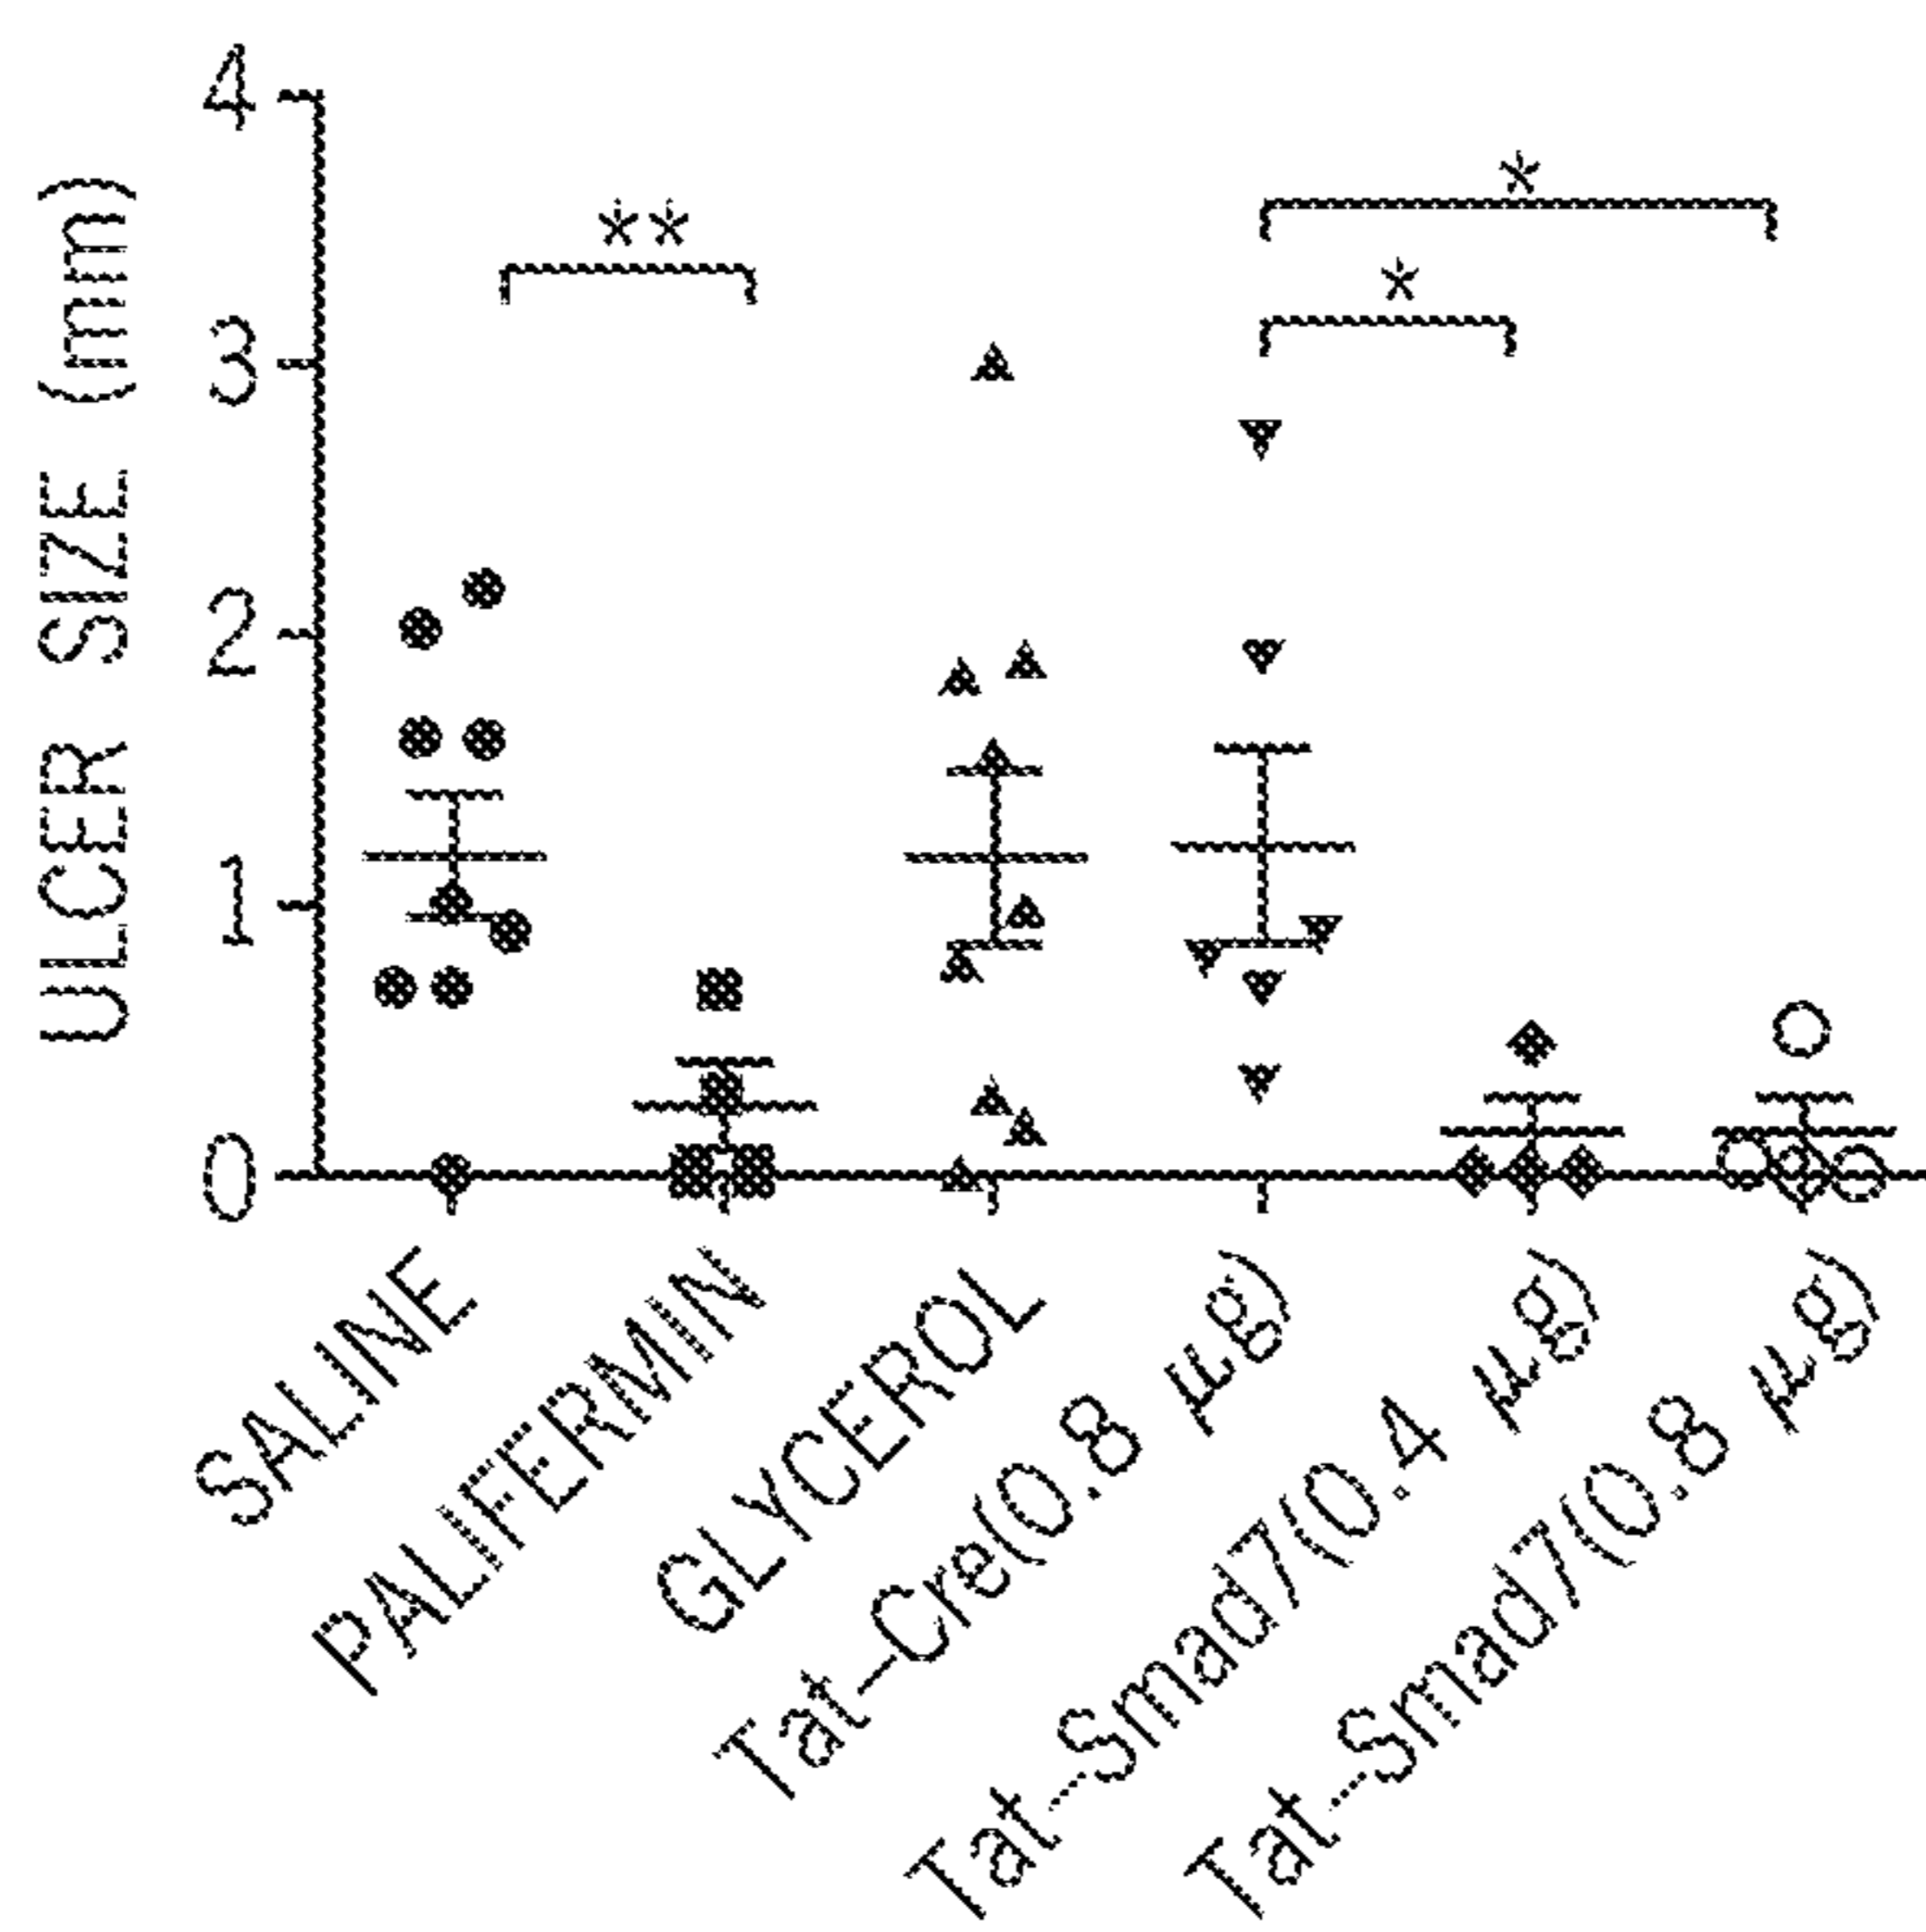 ULCER SIZE (mm)
4
3
2
1
0
**
*
*
SALINE
PALIFERMIN
GLYCEROL
Tat-Cre(0.8 μg)
Tat-Smad7(0.4 μg)
Tat-Smad7(0.8 μg)